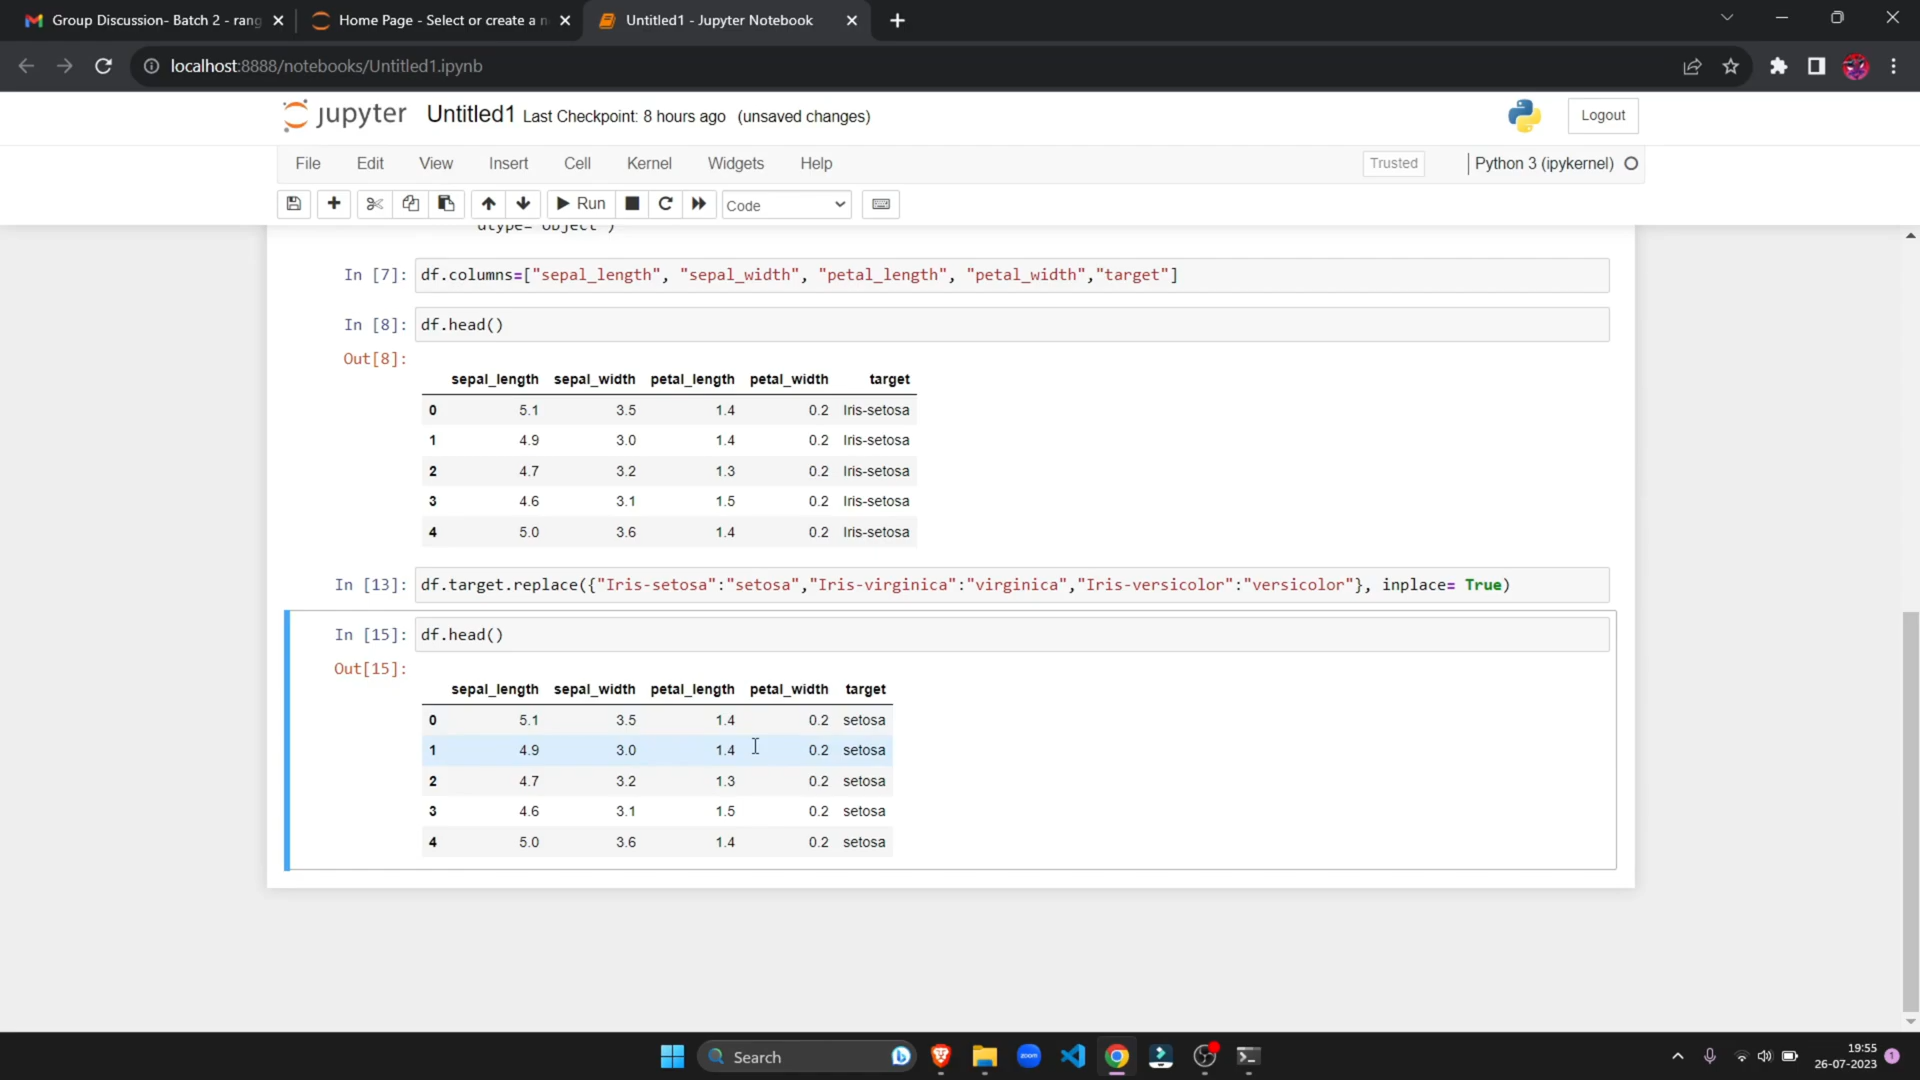 Group Discussion- Batch 2 - rang
Home Page - Select or create a n
Untitled1 - Jupyter Notebook
localhost:8888/notebooks/Untitled1.ipynb
jupyter Untitled1 Last Checkpoint: 8 hours ago (unsaved changes)
Logout
File Edit View Insert Cell Kernel Widgets Help
Trusted
Python 3 (ipykernel)
Run
Code
dtype='object')
In [7]: df.columns=["sepal_length", "sepal_width", "petal_length", "petal_width","target"]
In [8]: df.head()
Out[8]:
sepal_length sepal_width petal_length petal_width target
0 5.1 3.5 1.4 0.2 Iris-setosa
1 4.9 3.0 1.4 0.2 Iris-setosa
2 4.7 3.2 1.3 0.2 Iris-setosa
3 4.6 3.1 1.5 0.2 Iris-setosa
4 5.0 3.6 1.4 0.2 Iris-setosa
In [13]: df.target.replace({"Iris-setosa":"setosa","Iris-virginica":"virginica","Iris-versicolor":"versicolor"}, inplace= True)
In [15]: df.head()
Out[15]:
sepal_length sepal_width petal_length petal_width target
0 5.1 3.5 1.4 0.2 setosa
1 4.9 3.0 1.4 0.2 setosa
2 4.7 3.2 1.3 0.2 setosa
3 4.6 3.1 1.5 0.2 setosa
4 5.0 3.6 1.4 0.2 setosa
Search
zoom
19:55
26-07-2023
1